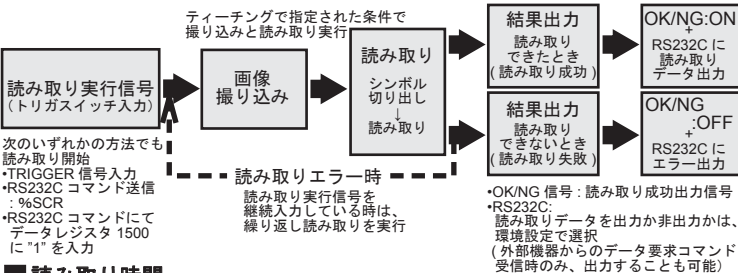 ティーチングで指定された条件で
撮り込みと読み取り実行
読み取り実行信号
(トリガスイッチ入力)
画像
撮り込み
読み取り
シンボル
切り出し
↓
読み取り
結果出力
読み取り
できたとき
(読み取り成功)
OK/NG:ON
+
RS232C に
読み取り
データ出力
結果出力
読み取り
できないとき
(読み取り失敗)
OK/NG
:OFF
+
RS232C に
エラー出力
次のいずれかの方法でも
読み取り開始
•TRIGGER 信号入力
•RS232C コマンド送信
: %SCR
•RS232C コマンドにて
データレジスタ 1500
に "1" を入力
読み取りエラー時
読み取り実行信号を
継続入力している時は、
繰り返し読み取りを実行
•OK/NG 信号 : 読み取り成功出力信号
•RS232C:
読み取りデータを出力か非出力かは、
環境設定で選択
( 外部機器からのデータ要求コマンド
受信時のみ、出力することも可能)
■読み取り時間